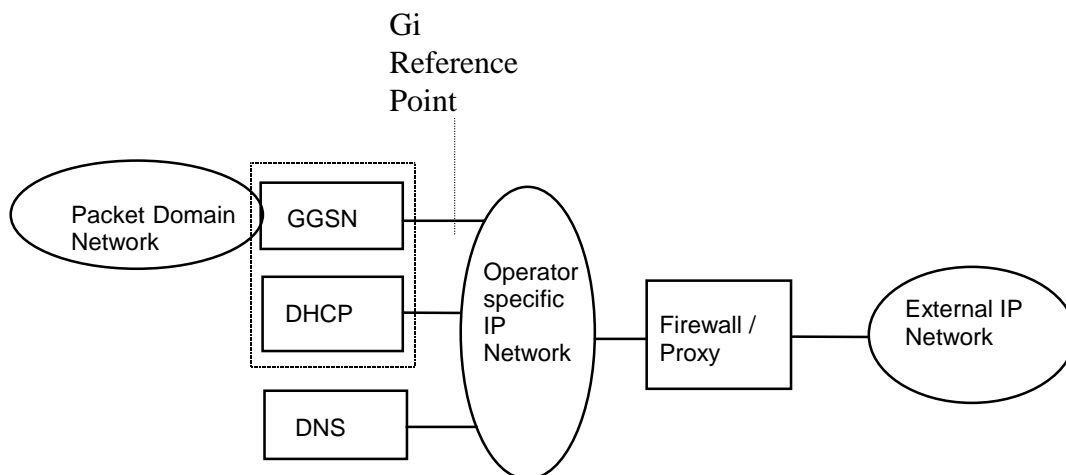 Gi
Reference
Point
Packet Domain
Network
GGSN
DHCP
DNS
Operator
specific
IP
Network
Firewall /
Proxy
External IP
Network